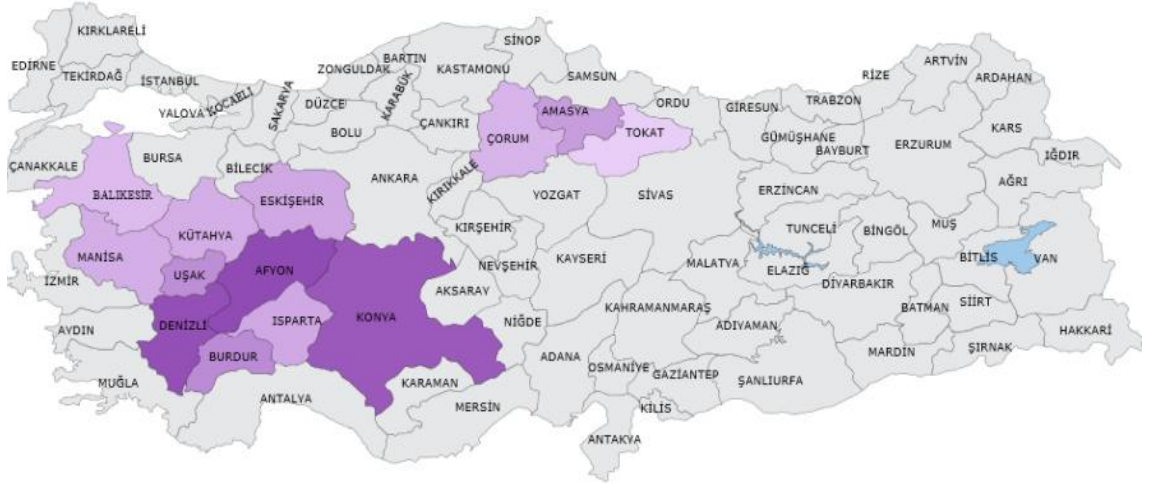 KIRKLARELİ
EDİRNE
TEKİRDAĞ
İSTANBUL
YALOVA
KOCAELİ
SAKARYA
DÜZCE
ZONGULDAK
BARTIN
KARABÜK
KASTAMONU
SİNOP
SAMSUN
ORDU
GİRESUN
TRABZON
RİZE
ARTVİN
ARDAHAN
KARS
IĞDIR
ÇANAKKALE
BURSA
BİLECİK
BOLU
ÇANKIRI
ÇORUM
AMASYA
TOKAT
GÜMÜŞHANE
BAYBURT
ERZURUM
AĞRI
BALIKESİR
KÜTAHYA
ESKİŞEHİR
ANKARA
KIRIKKALE
YOZGAT
SİVAS
ERZİNCAN
TUNCELİ
BİNGÖL
MUŞ
BİTLİS
VAN
MANİSA
UŞAK
AFYON
KIRŞEHİR
NEVŞEHİR
KAYSERİ
MALATYA
ELAZIĞ
DİYARBAKIR
BATMAN
SİİRT
HAKKARİ
İZMİR
AYDIN
DENİZLİ
ISPARTA
KONYA
AKSARAY
NİĞDE
KAHRAMANMARAŞ
ADIYAMAN
MARDİN
ŞIRNAK
MUĞLA
BURDUR
ANTALYA
KARAMAN
MERSİN
ADANA
OSMANİYE
GAZİANTEP
ŞANLIURFA
KİLİS
ANTAKYA